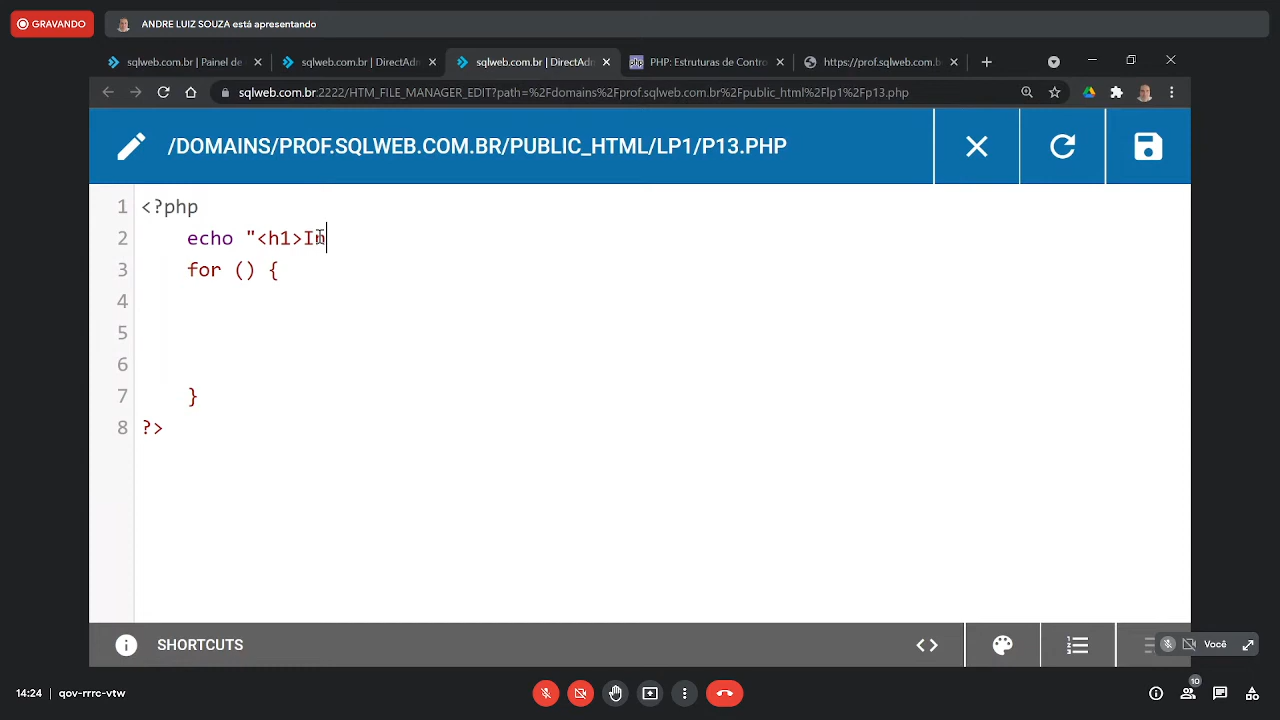 GRAVANDO
ANDRE LUIZ SOUZA está apresentando
sqlweb.com.br | Painel de
sqlweb.com.br | DirectAdm
sqlweb.com.br | DirectAdm
php PHP: Estruturas de Contro
https://prof.sqlweb.com.b
sqlweb.com.br:2222/HTM_FILE_MANAGER_EDIT?path=%2Fdomains%2Fprof.sqlweb.com.br%2Fpublic_html%2Flp1%2Fp13.php
/DOMAINS/PROF.SQLWEB.COM.BR/PUBLIC_HTML/LP1/P13.PHP
1 <?php
2 echo "<h1>In
3 for () {
4
5
6
7 }
8 ?>
SHORTCUTS
Você
14:24 qov-rrrc-vtw
10